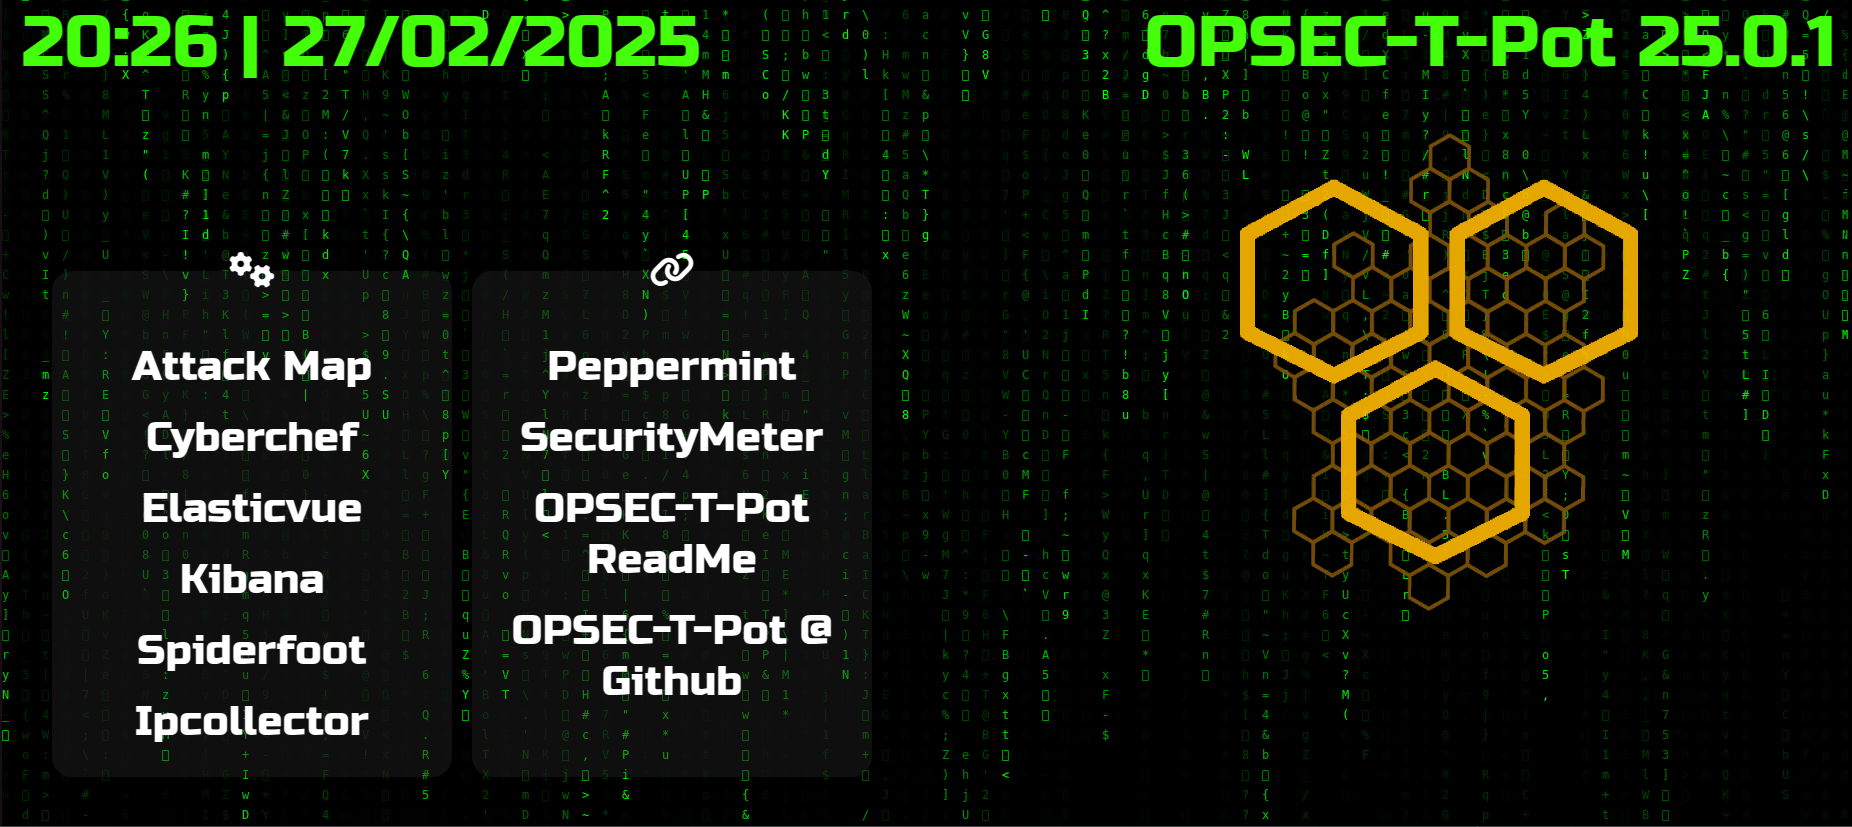 20:26 | 27/02/2025
OPSEC-T-Pot 25.0.1
Attack Map
Cyberchef
Elasticvue
Kibana
Spiderfoot
Ipcollector
Peppermint
SecurityMeter
OPSEC-T-Pot
ReadMe
OPSEC-T-Pot @
Github